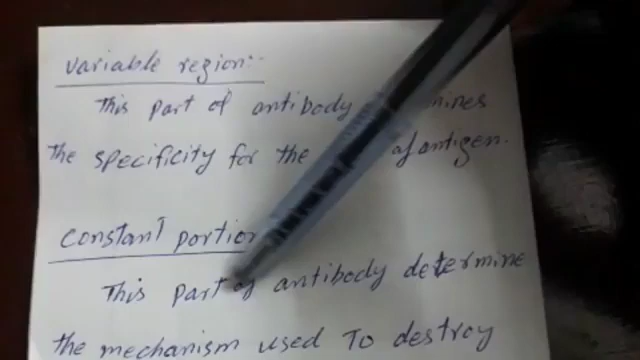 Variable region:-
This part of antibody
the specificity for the of antigen.
Constant portion
This part of antibody determine
the mechanism used To destroy